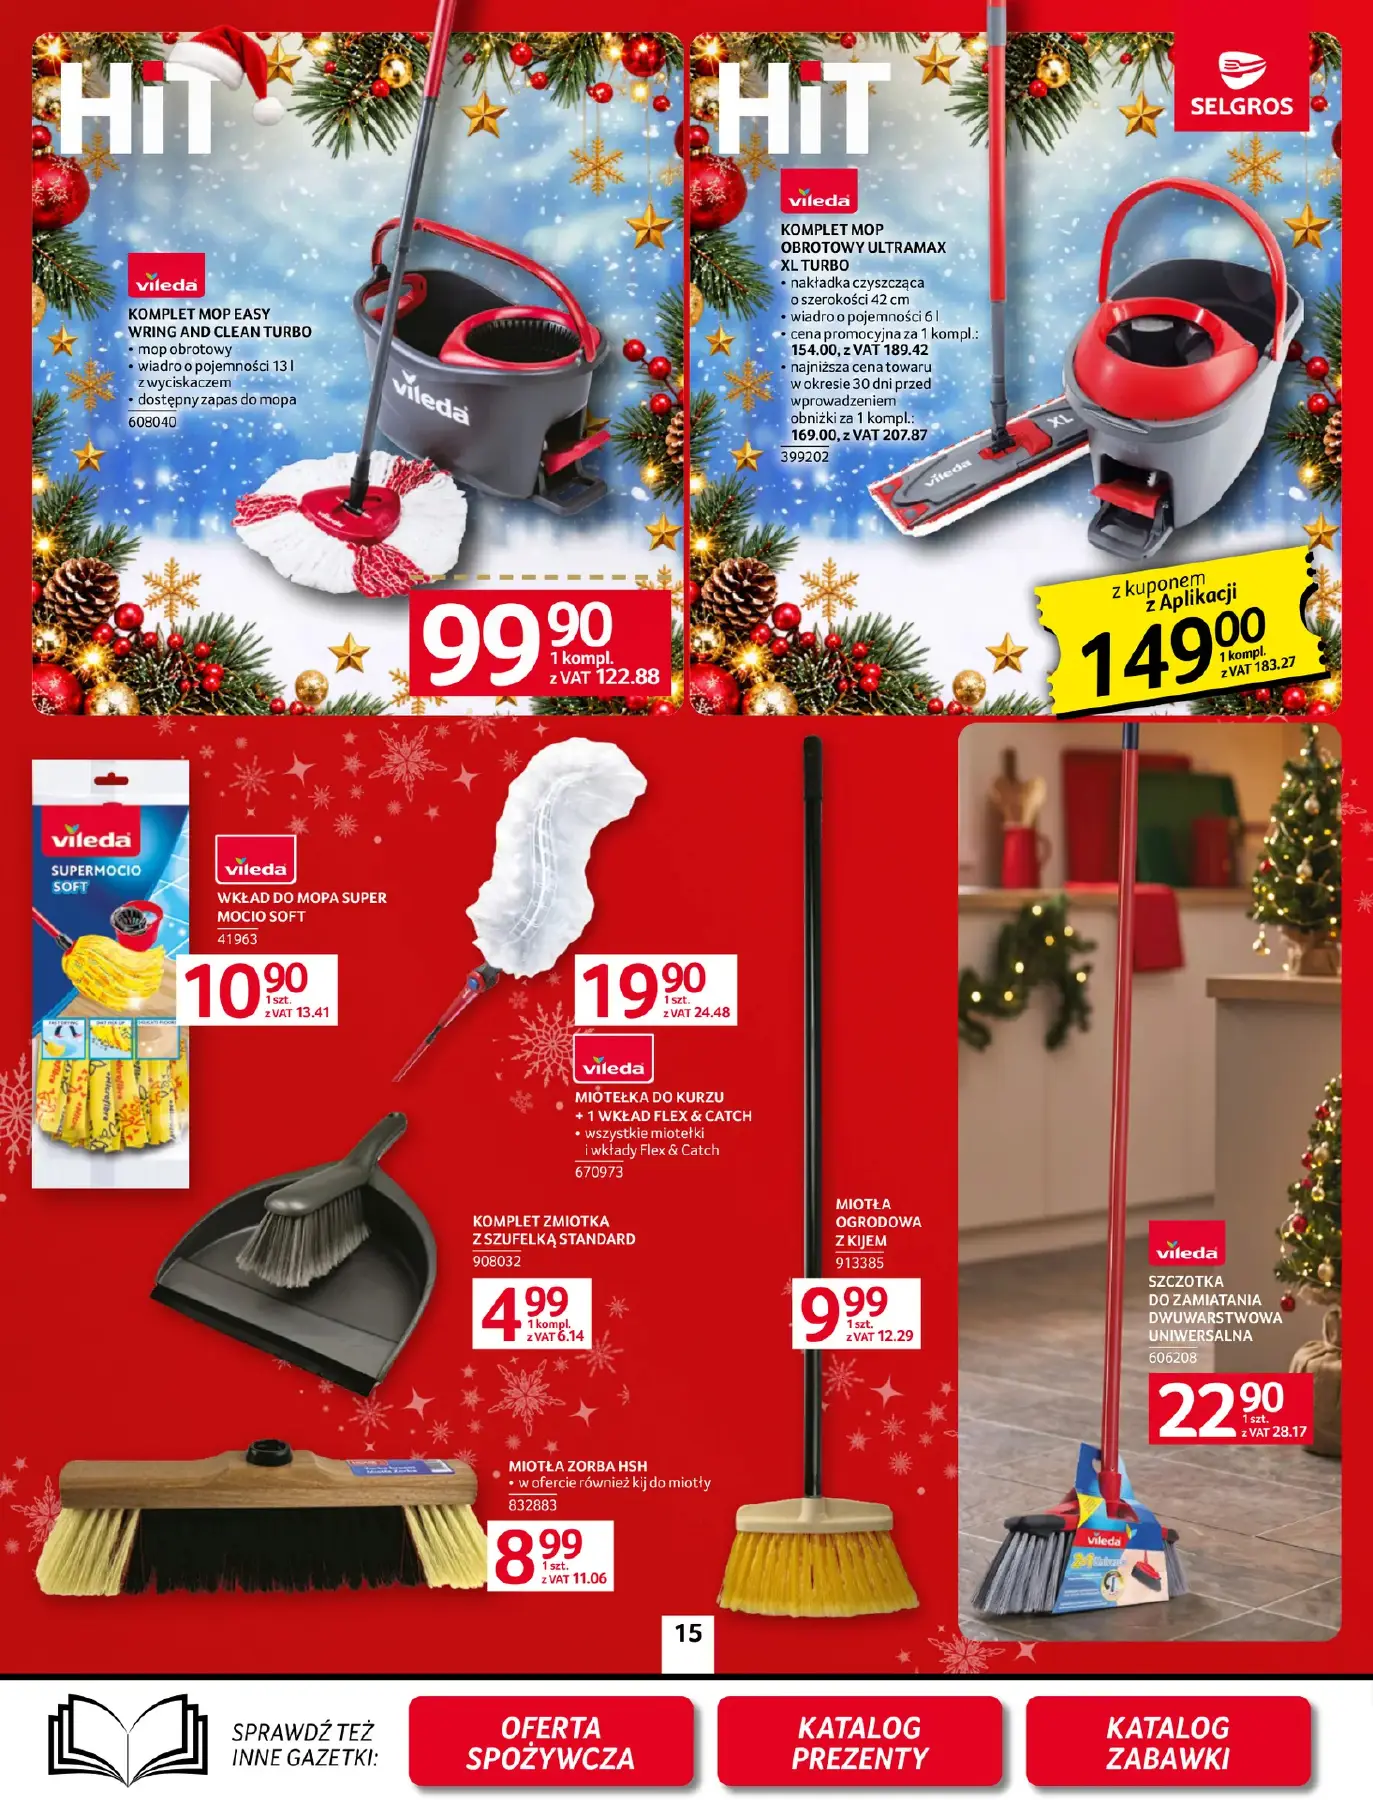 HiT
vileda
KOMPLET MOP EASY
WRING AND CLEAN TURBO
• mop obrotowy
• wiadro o pojemności 13 l
z wyciskaczem
• dostępny zapas do mopa
608040
vileda
99 90
1 kompl.
z VAT 122.88
HiT
SELGROS
vileda
KOMPLET MOP
OBROTOWY ULTRAMAX
XL TURBO
• nakładka czyszcząca
o szerokości 42 cm
• wiadro o pojemności 6 l
• cena promocyjna za 1 kompl.:
154.00, z VAT 189.42
• najniższa cena towaru
w okresie 30 dni przed
wprowadzeniem
obniżki za 1 kompl.:
169.00, z VAT 207.87
399202
XL
vileda
z kuponem
z Aplikacji
149 00
1 kompl.
z VAT 183.27
vileda
SUPERMOCIO
SOFT
vileda
WKŁAD DO MOPA SUPER
MOCIO SOFT
41963
10 90
1 szt.
z VAT 13.41
19 90
1 szt.
z VAT 24.48
vileda
MIOTEŁKA DO KURZU
+ 1 WKŁAD FLEX & CATCH
• wszystkie miotełki
i wkłady Flex & Catch
670973
KOMPLET ZMIOTKA
Z SZUFELKĄ STANDARD
908032
4 99
1 kompl.
z VAT 6.14
MIOTŁA
OGRODOWA
Z KIJEM
913385
9 99
1 szt.
z VAT 12.29
vileda
SZCZOTKA
DO ZAMIATANIA
DWUWARSTWOWA
UNIWERSALNA
606208
22 90
1 szt.
z VAT 28.17
vileda
MIOTŁA ZORBA HSH
• w ofercie również kij do miotły
832883
8 99
1 szt.
z VAT 11.06
15
SPRAWDŹ TEŻ
INNE GAZETKI:
OFERTA
SPOŻYWCZA
KATALOG
PREZENTY
KATALOG
ZABAWKI